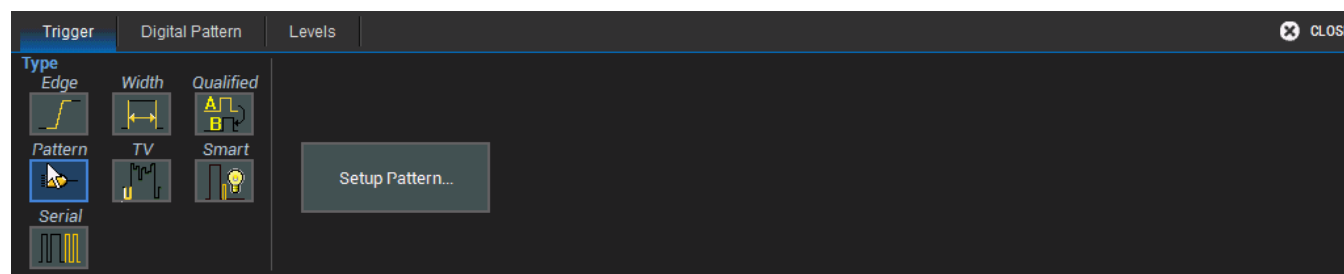 Trigger Digital Pattern Levels CLOS
Type
Edge Width Qualified
A
B
Pattern TV Smart
U
Setup Pattern...
Serial